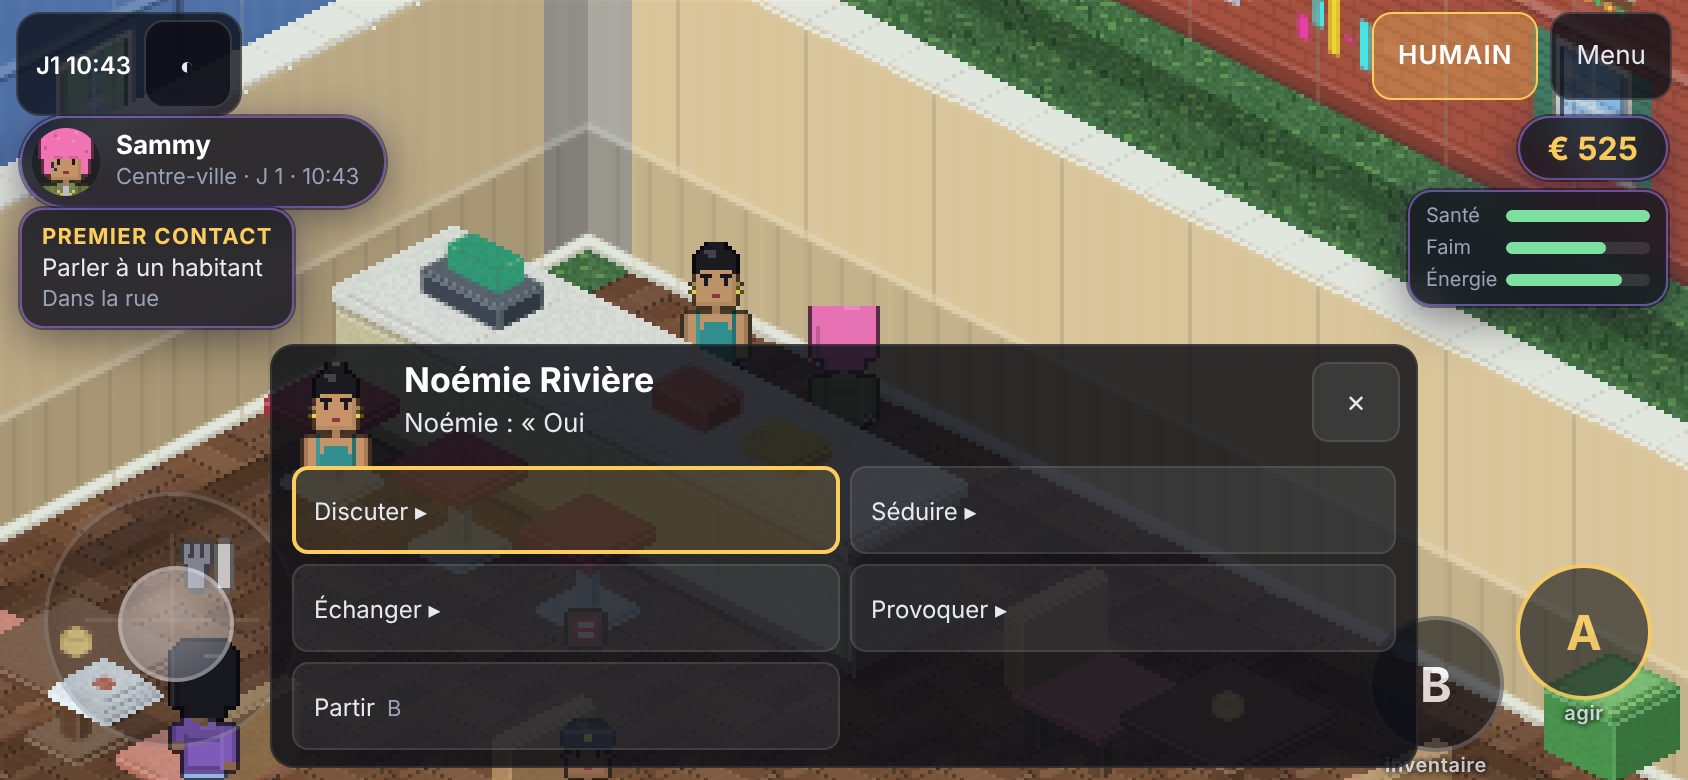 J1 10:43
HUMAIN
Menu
Sammy
Centre-ville · J 1 · 10:43
€ 525
PREMIER CONTACT
Parler à un habitant
Dans la rue
Santé
Faim
Énergie
Noémie Rivière
Noémie : « Oui
×
Discuter ▸
Séduire ▸
Échanger ▸
Provoquer ▸
Partir B
A
agir
B
inventaire